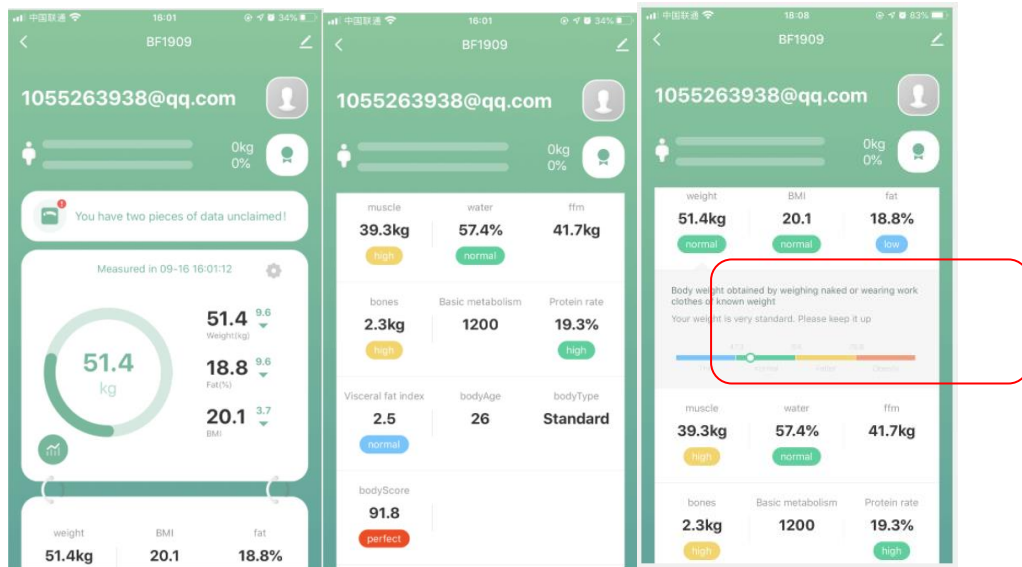 中国联通 16:01 34%
BF1909
1055263938@qq.com
0kg
0%
You have two pieces of data unclaimed!
Measured in 09-16 16:01:12
51.4 9.6
Weight(kg)
51.4
kg
18.8 9.6
Fat(%)
20.1 3.7
BMI
weight BMI fat
51.4kg 20.1 18.8%
中国联通 16:01 34%
BF1909
1055263938@qq.com
0kg
0%
muscle water ffm
39.3kg 57.4% 41.7kg
high normal
bones Basic metabolism Protein rate
2.3kg 1200 19.3%
high high
Visceral fat index bodyAge bodyType
2.5 26 Standard
normal
bodyScore
91.8
perfect
中国联通 18:08 83%
BF1909
1055263938@qq.com
0kg
0%
weight BMI fat
51.4kg 20.1 18.8%
normal normal low
Body weight obtained by weighing naked or wearing work
clothes of known weight
Your weight is very standard. Please keep it up
normal
muscle water ffm
39.3kg 57.4% 41.7kg
high normal
bones Basic metabolism Protein rate
2.3kg 1200 19.3%
high high